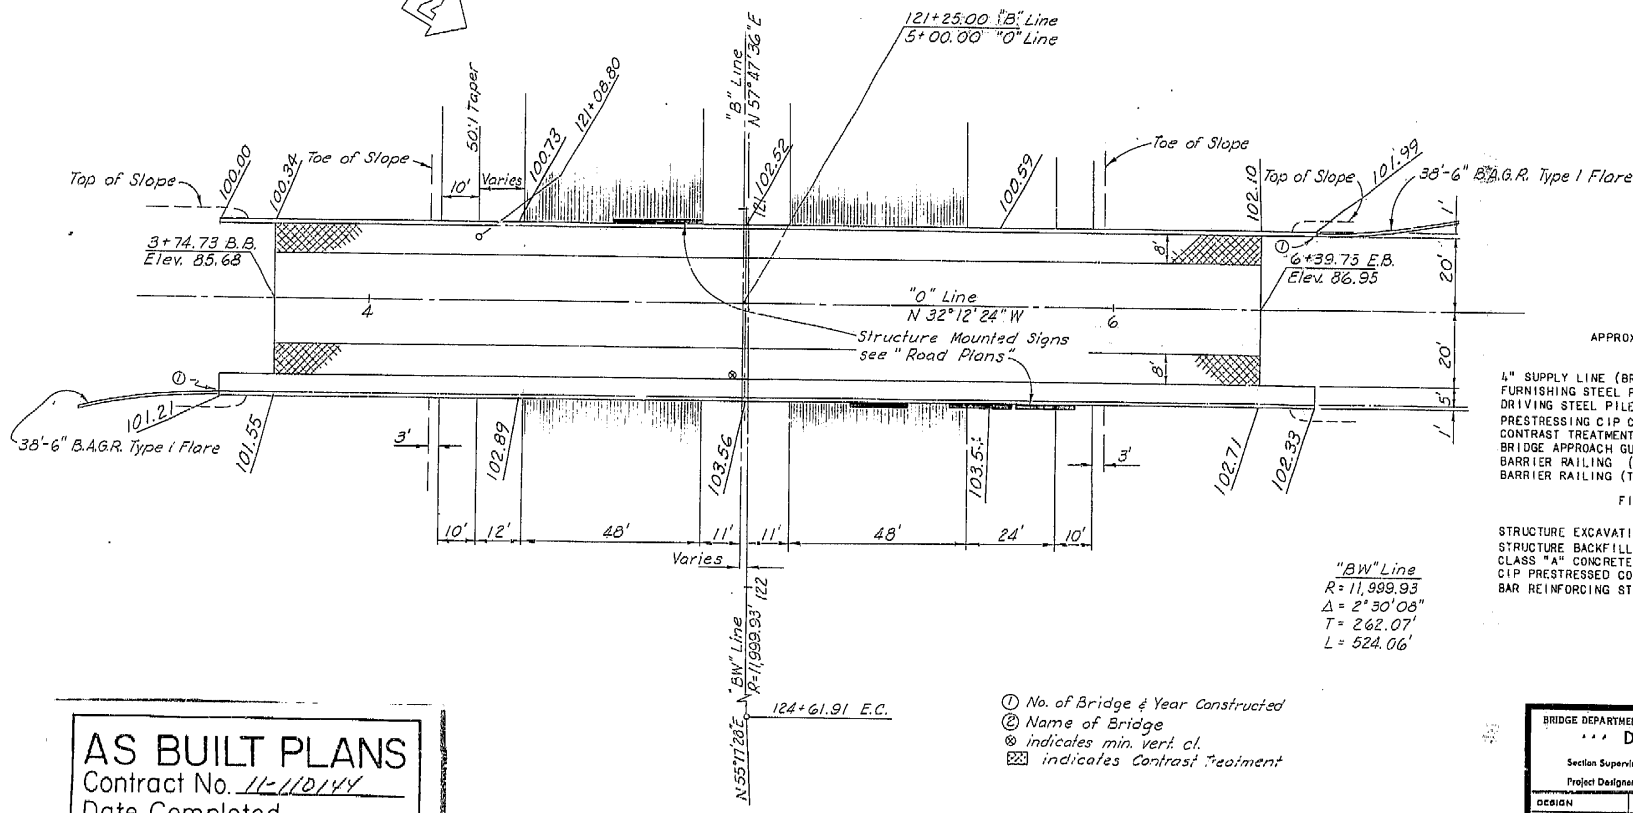 121+25.00 "B" Line
5+00.00 "O" Line
"B" Line
N 57°47'36"E
50:1 Taper
121+08.80
100.73
102.52
121
100.59
Toe of Slope
Toe of Slope
Top of Slope
100.00
100.34
10'
Varies
Top of Slope
101.99
102.10
38'-6" B.A.G.R. Type I Flare
1'
3+74.73 B.B.
Elev. 85.68
①
8'
6+39.75 E.B.
Elev. 86.95
20'
4
"O" Line
N 32°12'24"W
6
Structure Mounted Signs
see "Road Plans"
20'
8'
①
5'
1'
101.21
38'-6" B.A.G.R. Type I Flare
101.55
3'
102.89
103.56
103.5
3'
102.71
102.33
10'
12'
48'
11'
11'
48'
24'
10'
Varies
122
"BW" Line
R=11,999.93'
124+61.91 E.C.
N 55°17'28"E
"BW" Line
R = 11,999.93
Δ = 2°30'08"
T = 262.07'
L = 524.06'
① No. of Bridge & Year Constructed
② Name of Bridge
⊗ indicates min. vert. cl.
indicates Contrast Treatment
APPROX
4" SUPPLY LINE (BR
FURNISHING STEEL P
DRIVING STEEL PILE
PRESTRESSING CIP C
CONTRAST TREATMENT
BRIDGE APPROACH GU
BARRIER RAILING (
BARRIER RAILING (T
FI
STRUCTURE EXCAVATI
STRUCTURE BACKFILL
CLASS "A" CONCRETE
CIP PRESTRESSED CO
BAR REINFORCING ST
AS BUILT PLANS
Contract No. 11-110144
Date Completed
BRIDGE DEPARTMEN
D
Section Supervis
Project Designer
DESIGN